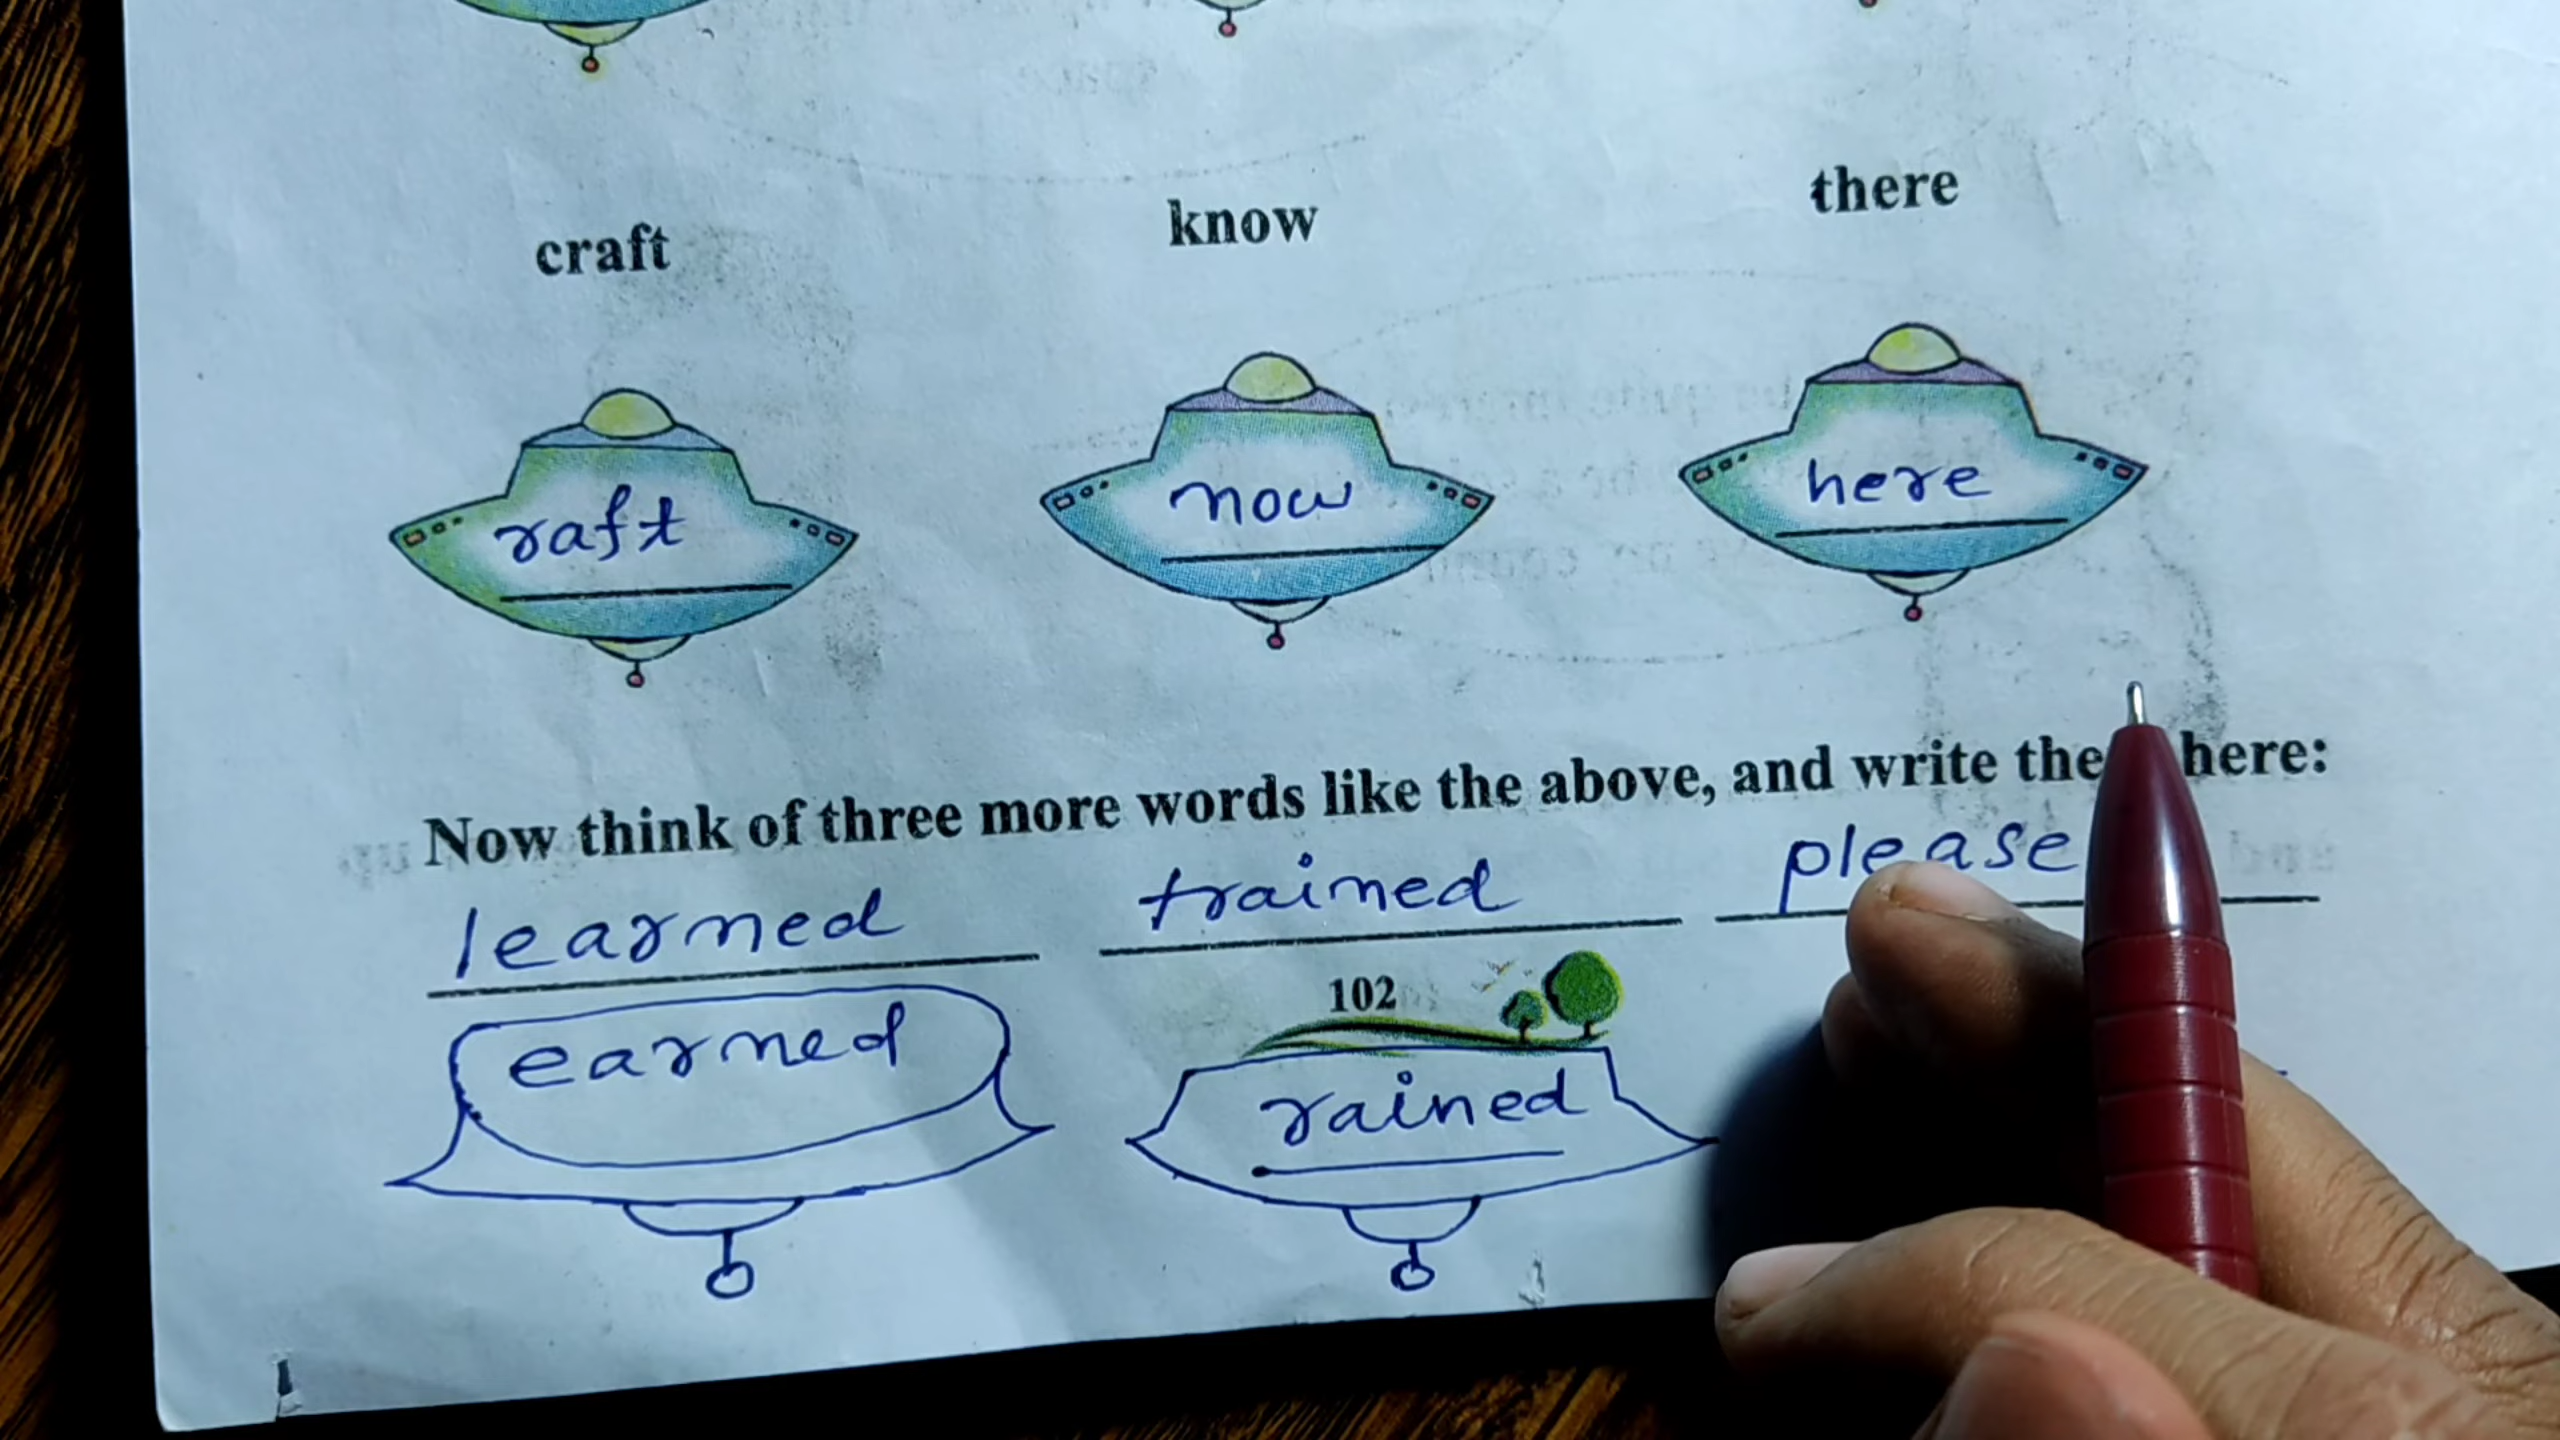 craft know there
raft now here
Now think of three more words like the above, and write the here:
learned trained please
102
earned rained